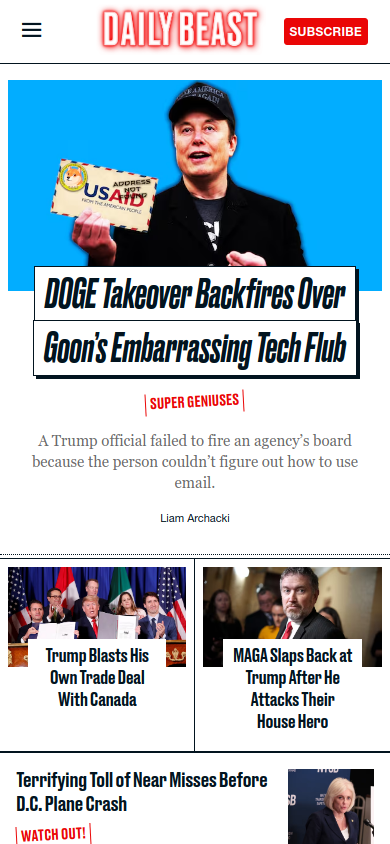 DAILY BEAST
SUBSCRIBE
AGAIN
ADDRESS
NOT
USAID
FROM THE AMERICAN PEOPLE
DOGE Takeover Backfires Over
Goon's Embarrassing Tech Flub
SUPER GENIUSES
A Trump official failed to fire an agency's board
because the person couldn't figure out how to use
email.
Liam Archacki
Trump Blasts His
Own Trade Deal
With Canada
MAGA Slaps Back at
Trump After He
Attacks Their
House Hero
Terrifying Toll of Near Misses Before
D.C. Plane Crash
WATCH OUT!